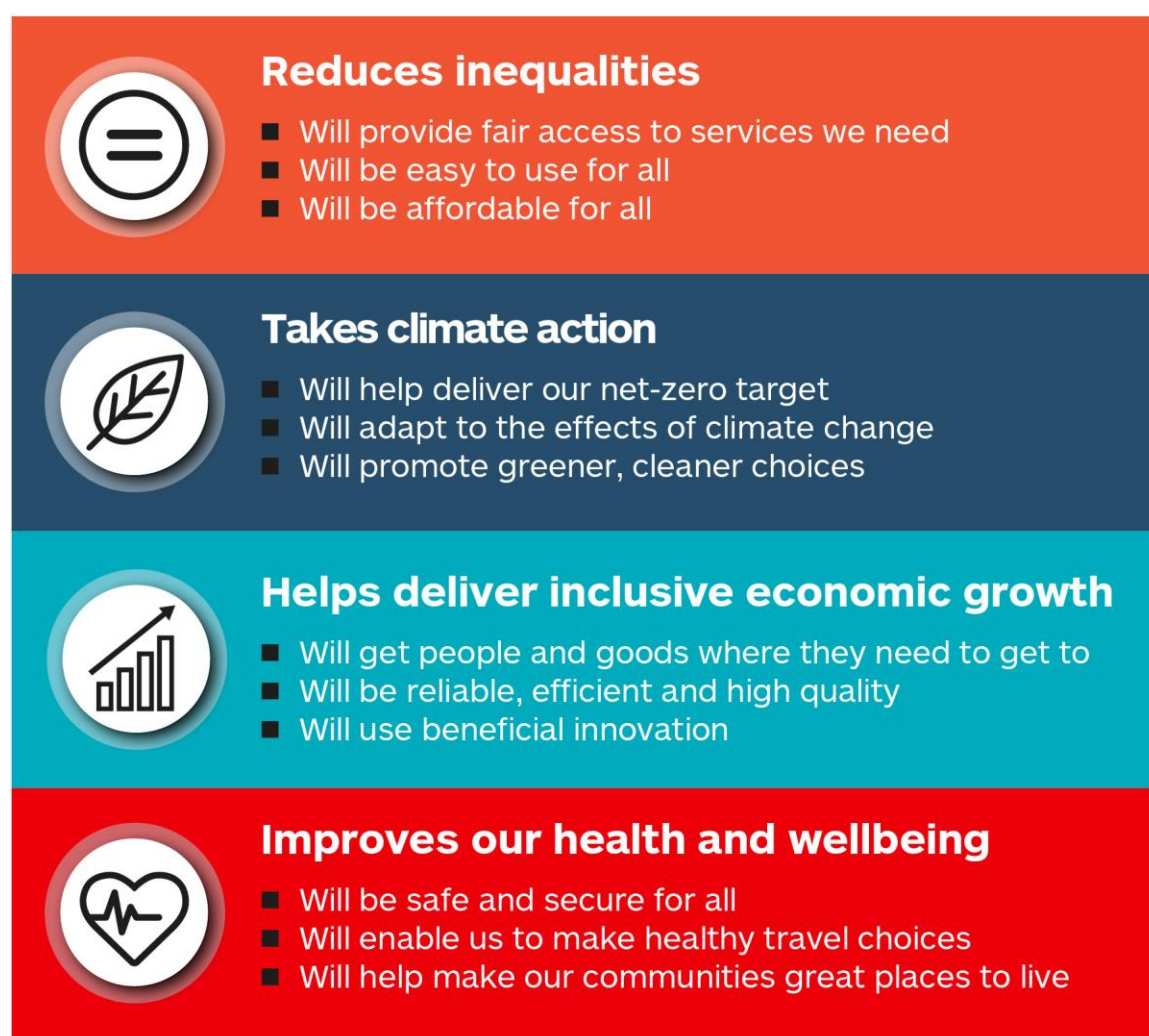 Reduces inequalities
■ Will provide fair access to services we need
■ Will be easy to use for all
■ Will be affordable for all
Takes climate action
■ Will help deliver our net-zero target
■ Will adapt to the effects of climate change
■ Will promote greener, cleaner choices
Helps deliver inclusive economic growth
■ Will get people and goods where they need to get to
■ Will be reliable, efficient and high quality
■ Will use beneficial innovation
Improves our health and wellbeing
■ Will be safe and secure for all
■ Will enable us to make healthy travel choices
■ Will help make our communities great places to live